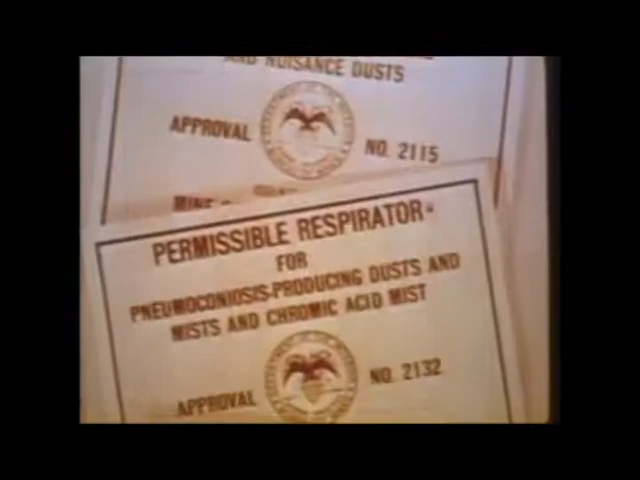 AND NUISANCE DUSTS
APPROVAL NO. 2115
MINE
PERMISSIBLE RESPIRATOR
FOR
PNEUMOCONIOSIS-PRODUCING DUSTS AND
MISTS AND CHROMIC ACID MIST
APPROVAL NO. 2132